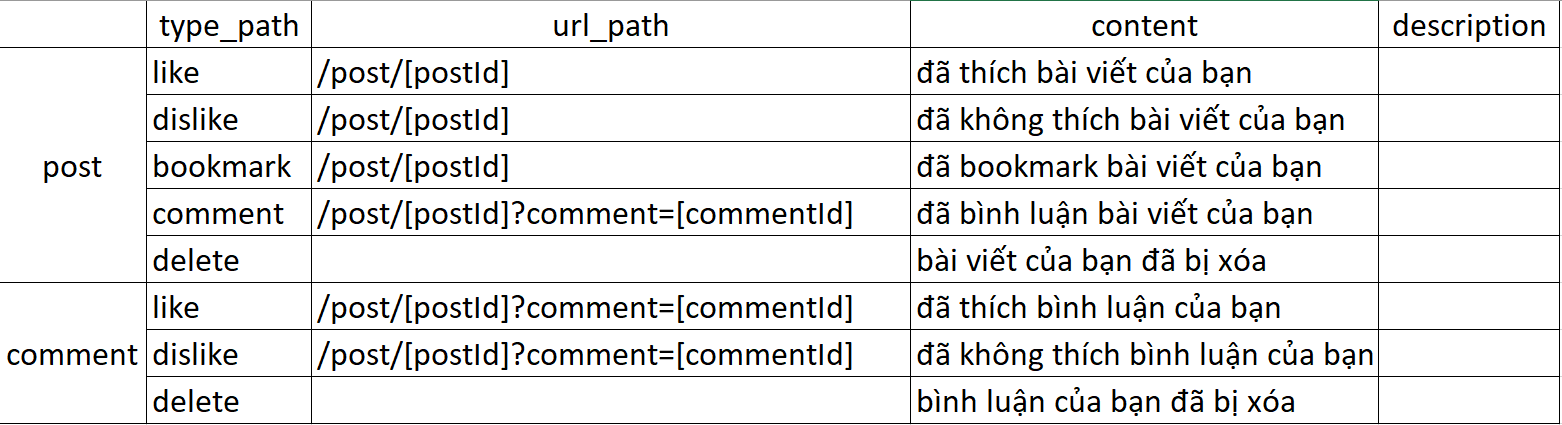 type_path url_path content description
like /post/[postId] đã thích bài viết của bạn
dislike /post/[postId] đã không thích bài viết của bạn
post bookmark /post/[postId] đã bookmark bài viết của bạn
comment /post/[postId]?comment=[commentId] đã bình luận bài viết của bạn
delete bài viết của bạn đã bị xóa
like /post/[postId]?comment=[commentId] đã thích bình luận của bạn
comment dislike /post/[postId]?comment=[commentId] đã không thích bình luận của bạn
delete bình luận của bạn đã bị xóa